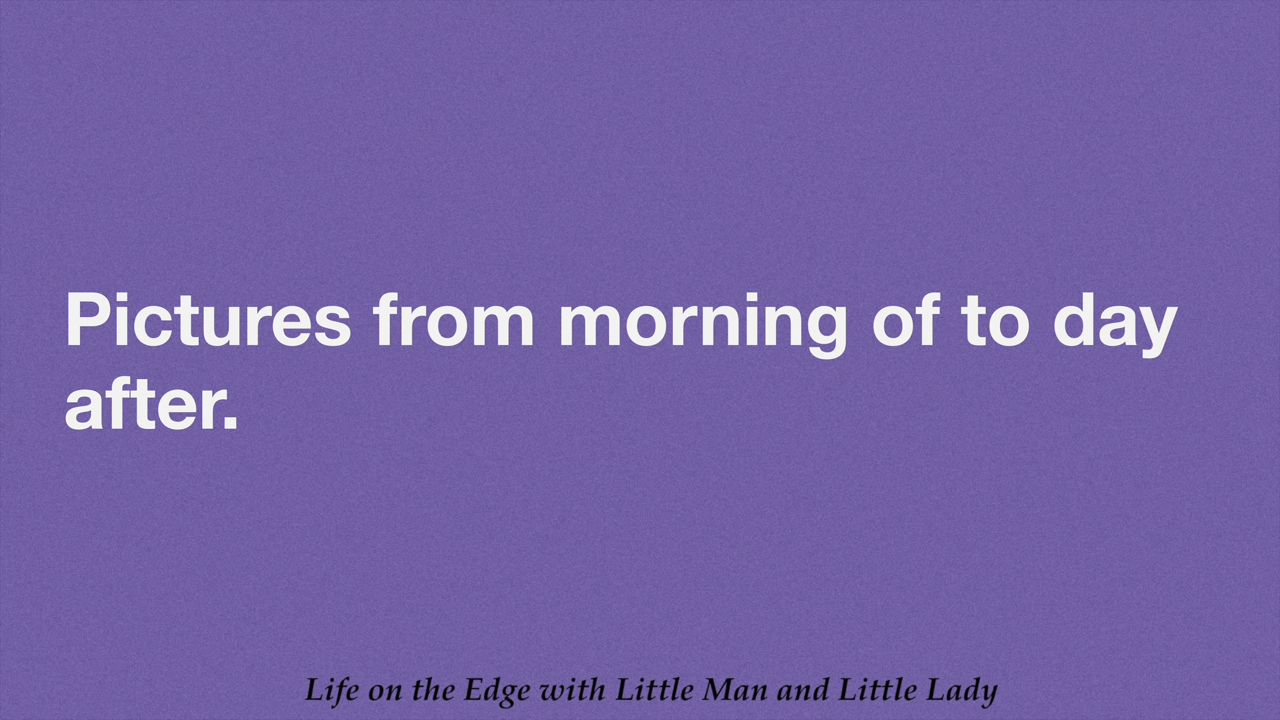 Pictures from morning of to day
after.
Life on the Edge with Little Man and Little Lady